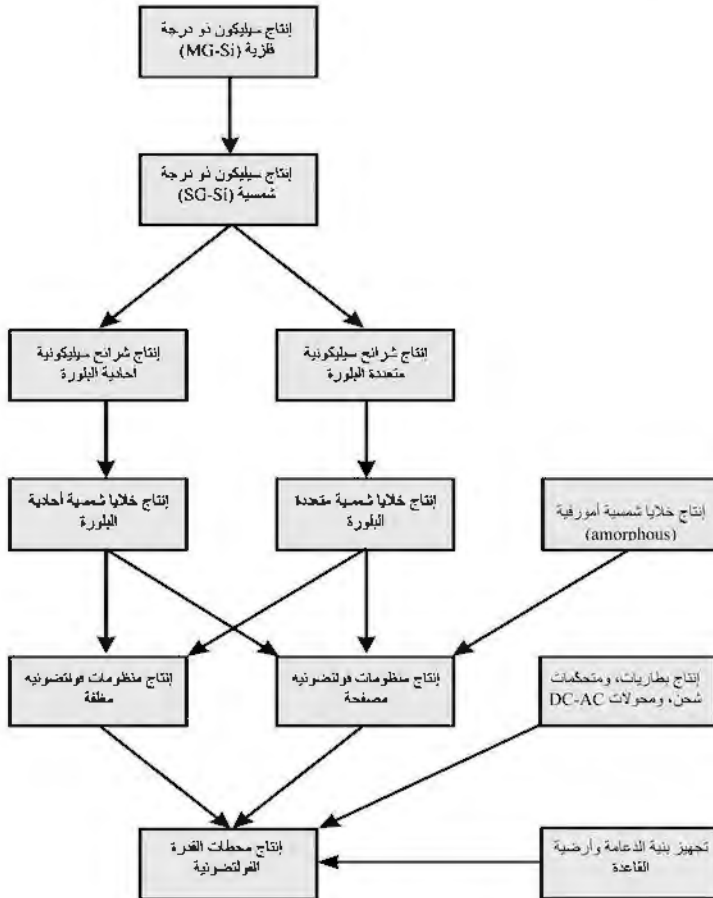 إنتاج سيليكون ذو درجة
فلزية (MG-Si)
إنتاج سيليكون ذو درجة
شمسية (SG-Si)
إنتاج شرائح سيليكونية
أحادية البلورة
إنتاج شرائح سيليكونية
متعددة البلورة
إنتاج خلايا شمسية أحادية
البلورة
إنتاج خلايا شمسية متعددة
البلورة
إنتاج خلايا شمسية أمورفية
(amorphous)
إنتاج منظومات فولتضونيه
مغلفة
إنتاج منظومات فولتضونيه
مصفحة
إنتاج بطاريات، ومتحكمات
شحن، ومحولات DC-AC
إنتاج محطات القدرة
الفولتضونية
تجهيز بنية الدعامة وأرضية
القاعدة